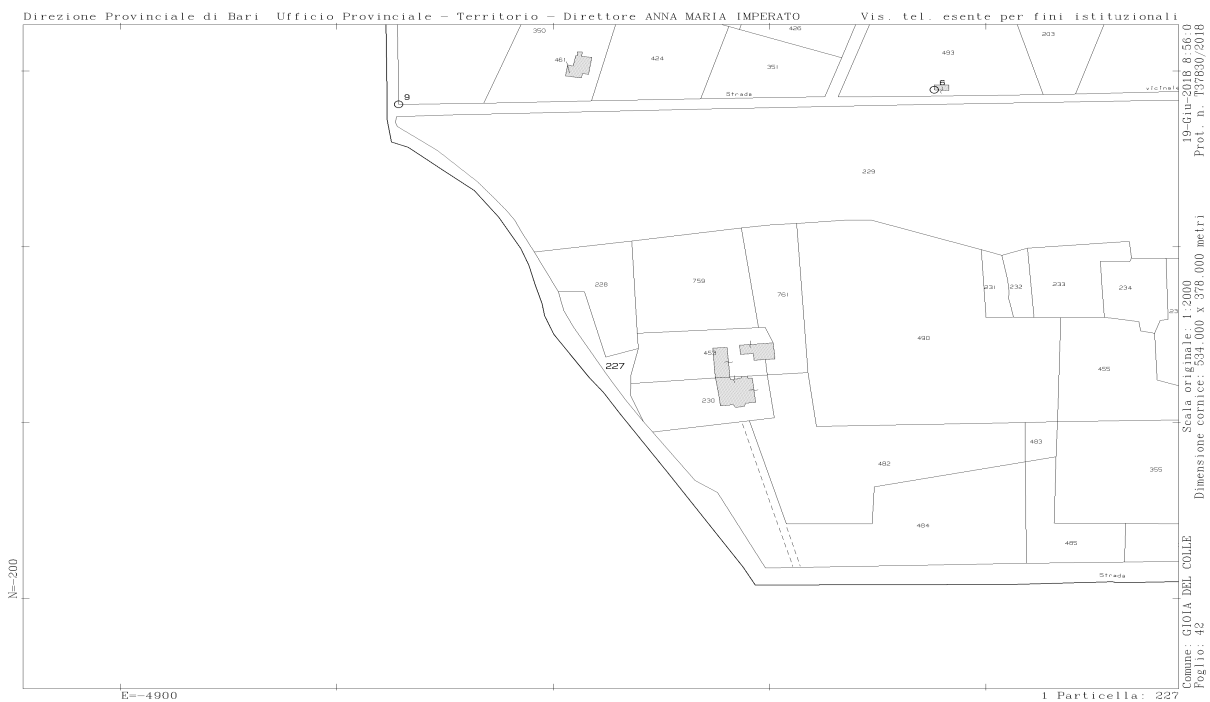 Direzione Provinciale di Bari Ufficio Provinciale - Territorio - Direttore ANNA MARIA IMPERATO
Vis. tel. esente per fini istituzionali
350
426
203
461
424
351
493
9
Strada
6
vicinale
229
228
759
761
231
232
233
234
23
453
490
227
455
230
482
483
355
484
485
Strada
N=-200
E=-4900
1 Particella: 227
Comune: GIOIA DEL COLLE
Foglio: 42
Scala originale: 1:2000
Dimensione cornice: 534.000 x 378.000 metri
19-Giu-2018 8:56:0
Prot. n. T37830/2018